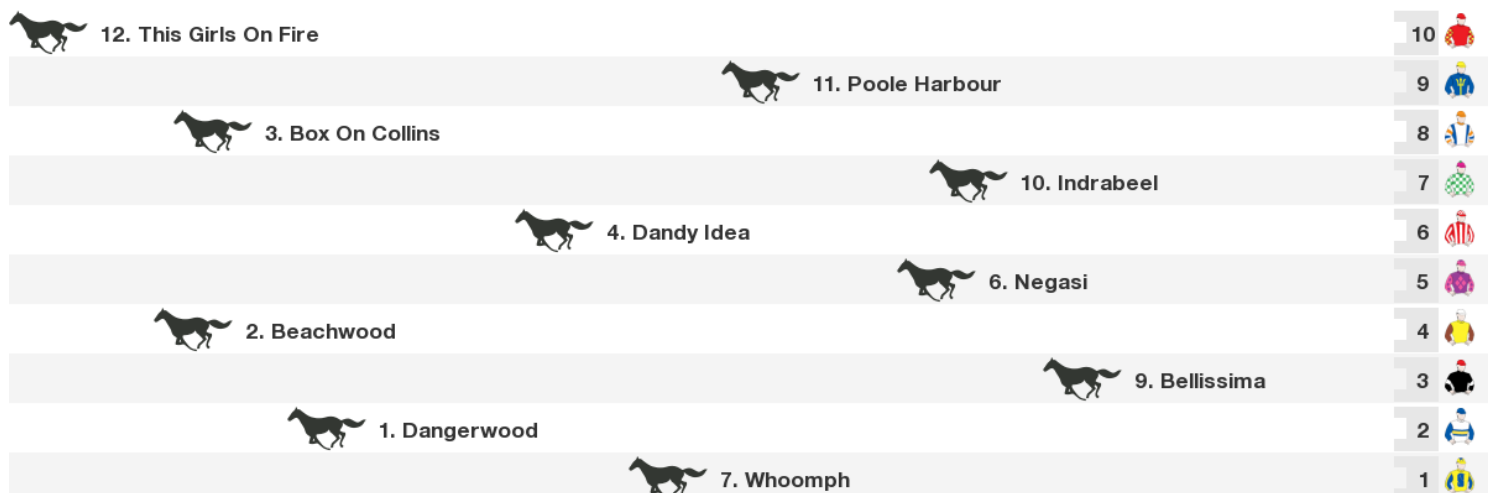 12. This Girls On Fire 10
11. Poole Harbour 9
3. Box On Collins 8
10. Indrabeel 7
4. Dandy Idea 6
6. Negasi 5
2. Beachwood 4
9. Bellissima 3
1. Dangerwood 2
7. Whoomph 1